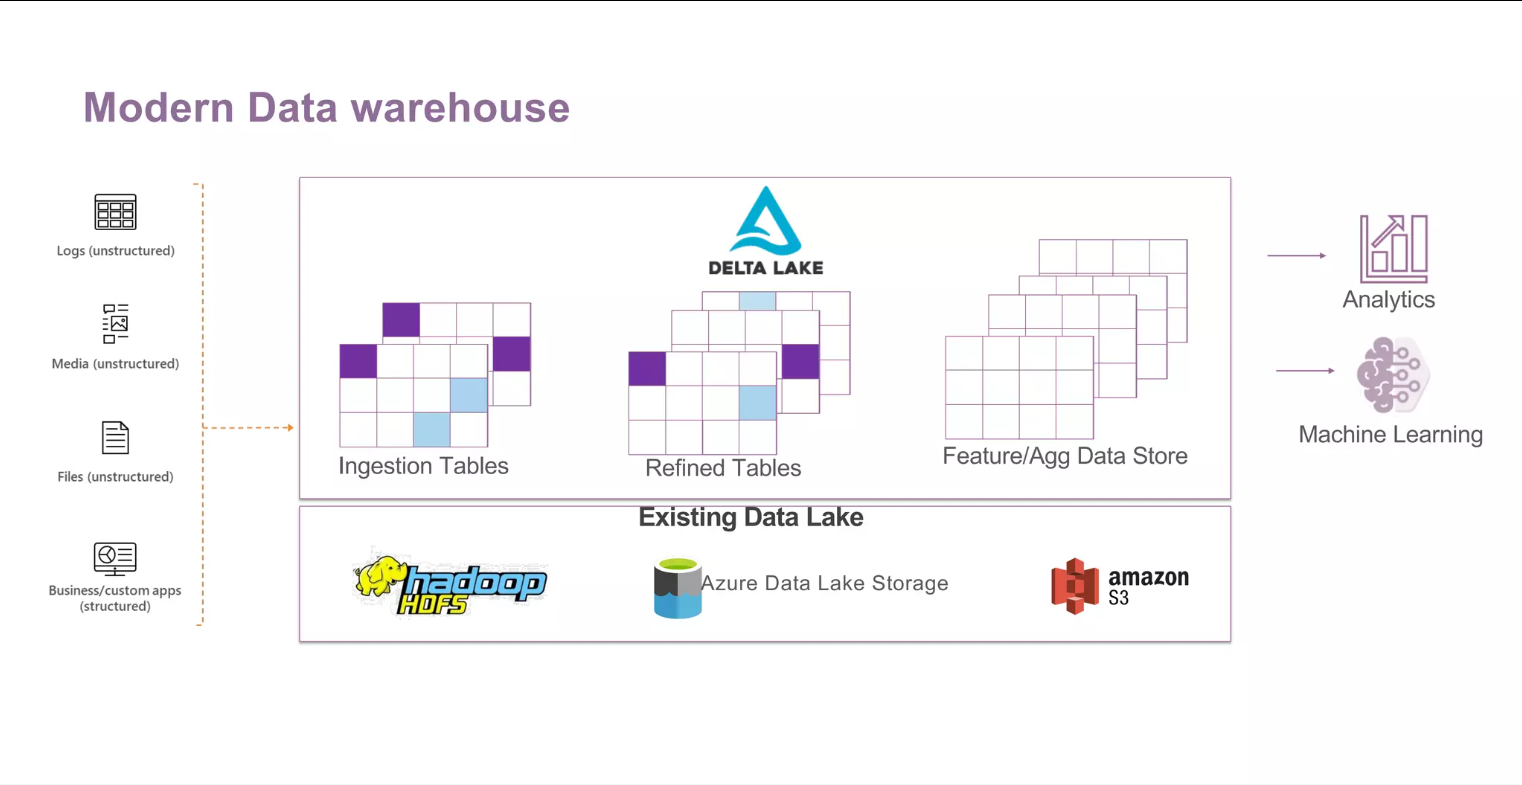 Modern Data warehouse
Logs (unstructured)
Media (unstructured)
Files (unstructured)
Business/custom apps
(structured)
DELTA LAKE
Ingestion Tables
Refined Tables
Feature/Agg Data Store
Existing Data Lake
hadoop
HDFS
Azure Data Lake Storage
amazon
S3
Analytics
Machine Learning